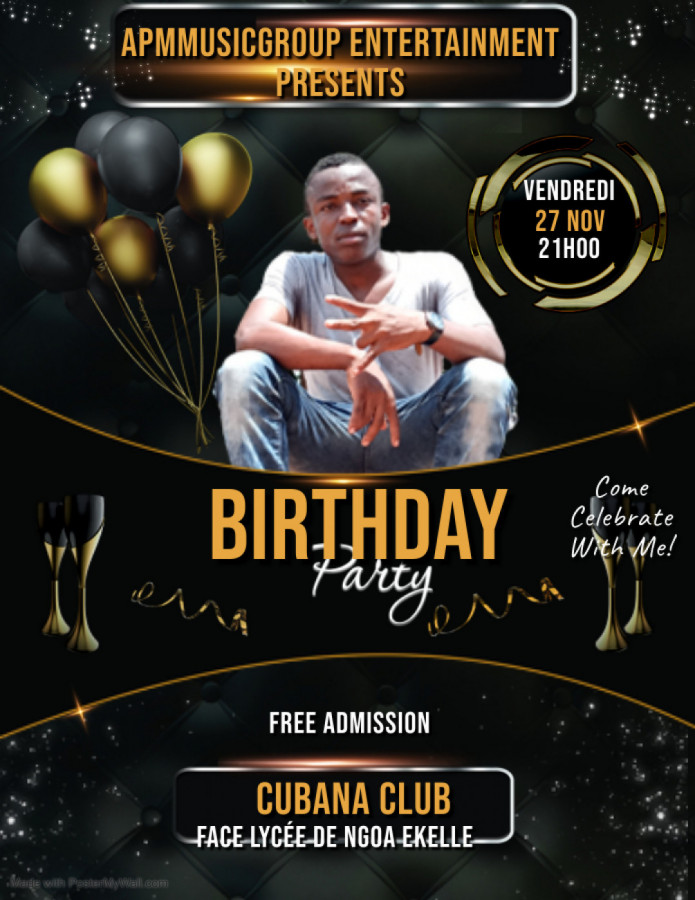 APMMUSICGROUP ENTERTAINMENT
PRESENTS
VENDREDI
27 NOV
21H00
BIRTHDAY
Party
Come
Celebrate
With Me!
FREE ADMISSION
CUBANA CLUB
FACE LYCÉE DE NGOA EKELLE
Made with PosterMyWall.com